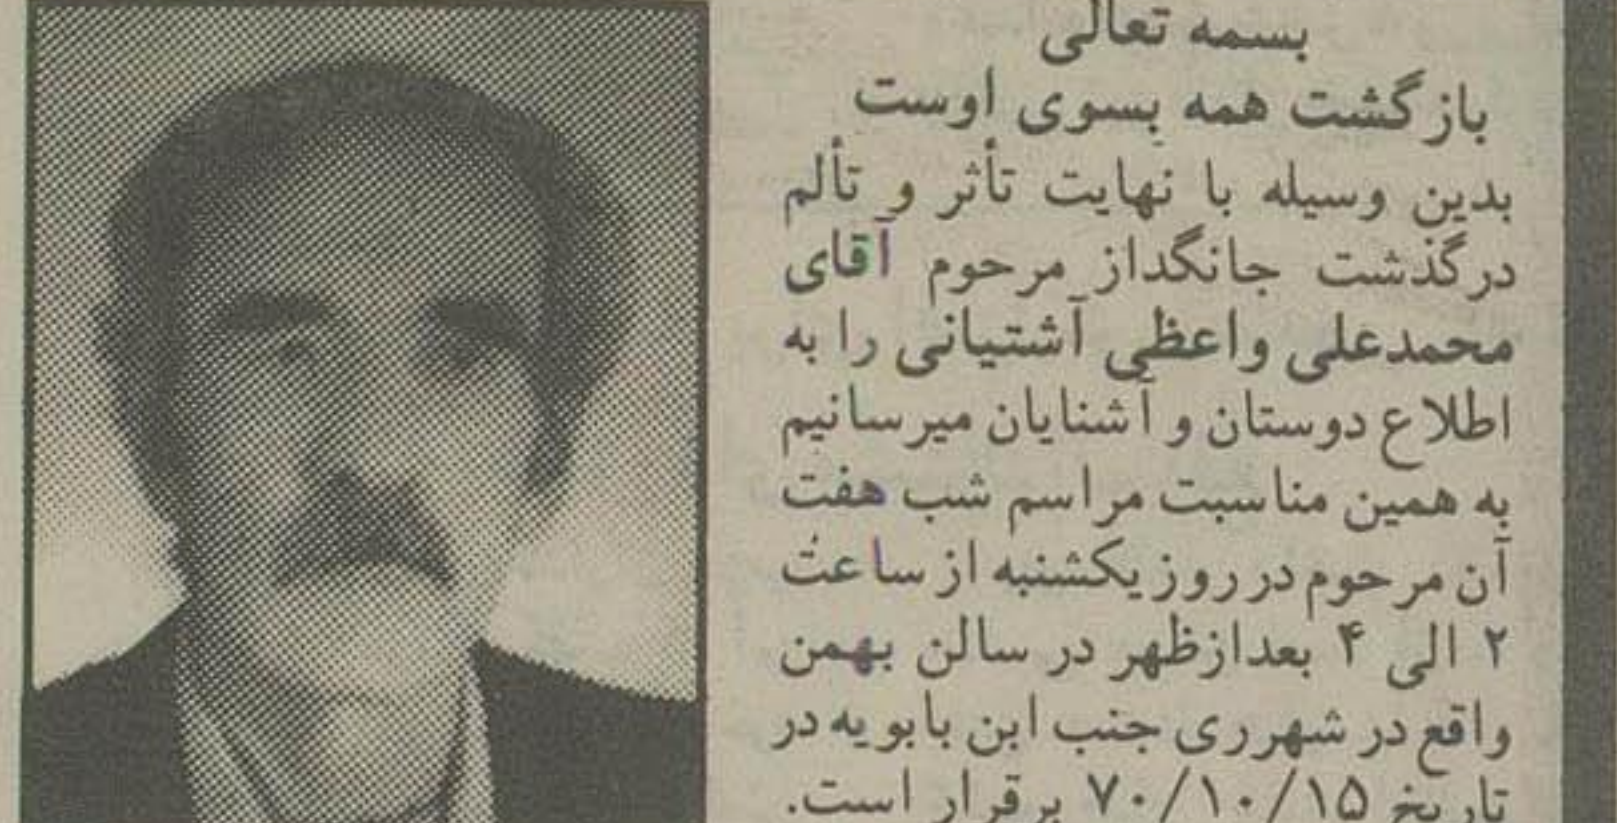 بسمه تعالی
بازگشت همه بسوی اوست
بدین وسیله با نهایت تأثر و تألم
درگذشت جانگداز مرحوم آقای
محمدعلی واعظی آشتیانی را به
اطلاع دوستان و آشنایان میرسانیم
به همین مناسبت مراسم شب هفت
آن مرحوم در روز یکشنبه از ساعت
۲ الی ۴ بعدازظهر در سالن بهمن
واقع در شهرری جنب ابن بابویه در
تاریخ ۷۰/۱۰/۱۵ برقرار است.